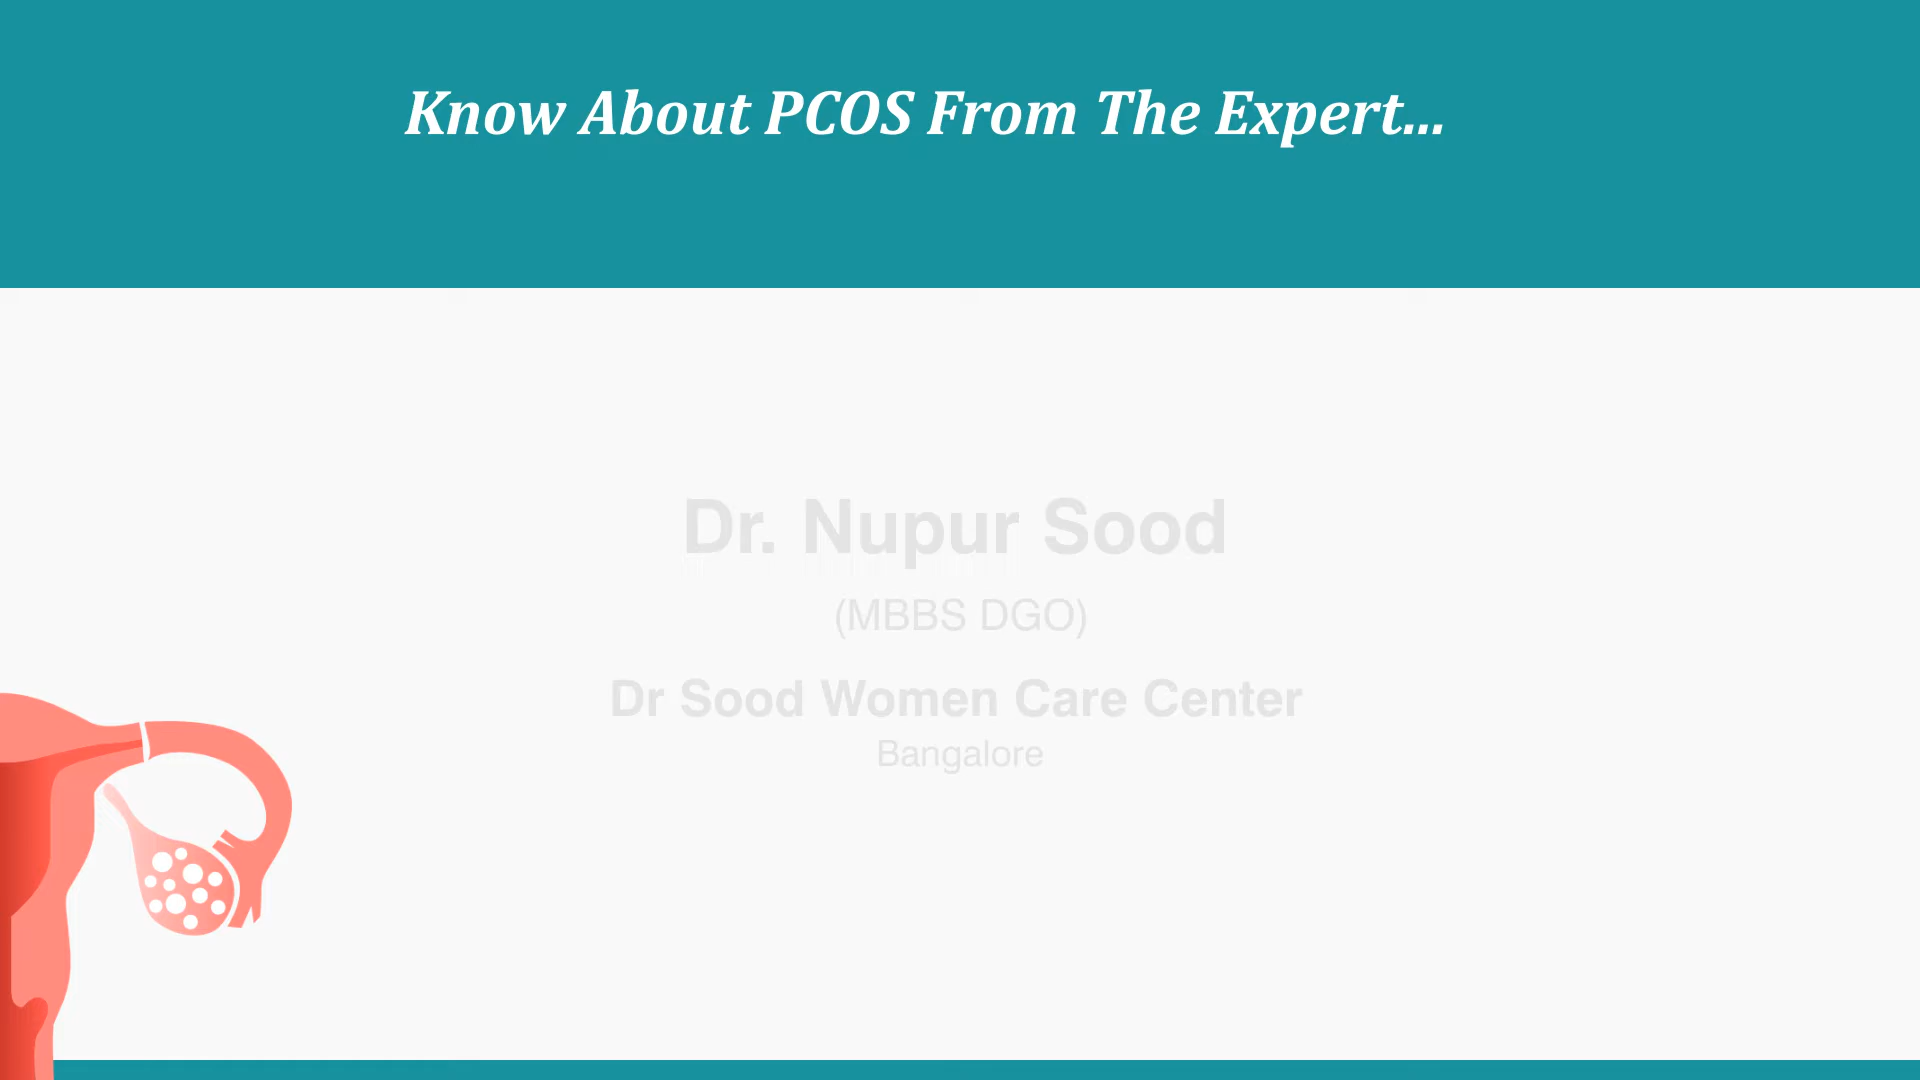 Know About PCOS From The Expert...
Dr. Nupur Sood
(MBBS DGO)
Dr Sood Women Care Center
Bangalore